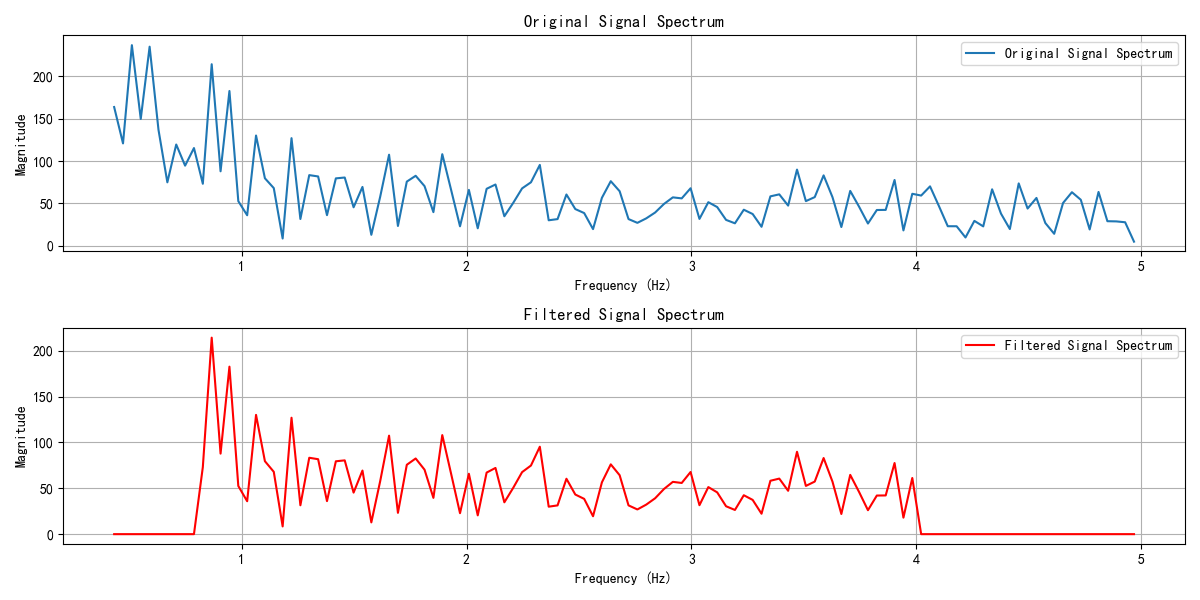 Original Signal Spectrum
Original Signal Spectrum
Magnitude
200
150
100
50
0
1
2
3
4
5
Frequency (Hz)
Filtered Signal Spectrum
Filtered Signal Spectrum
Magnitude
200
150
100
50
0
1
2
3
4
5
Frequency (Hz)